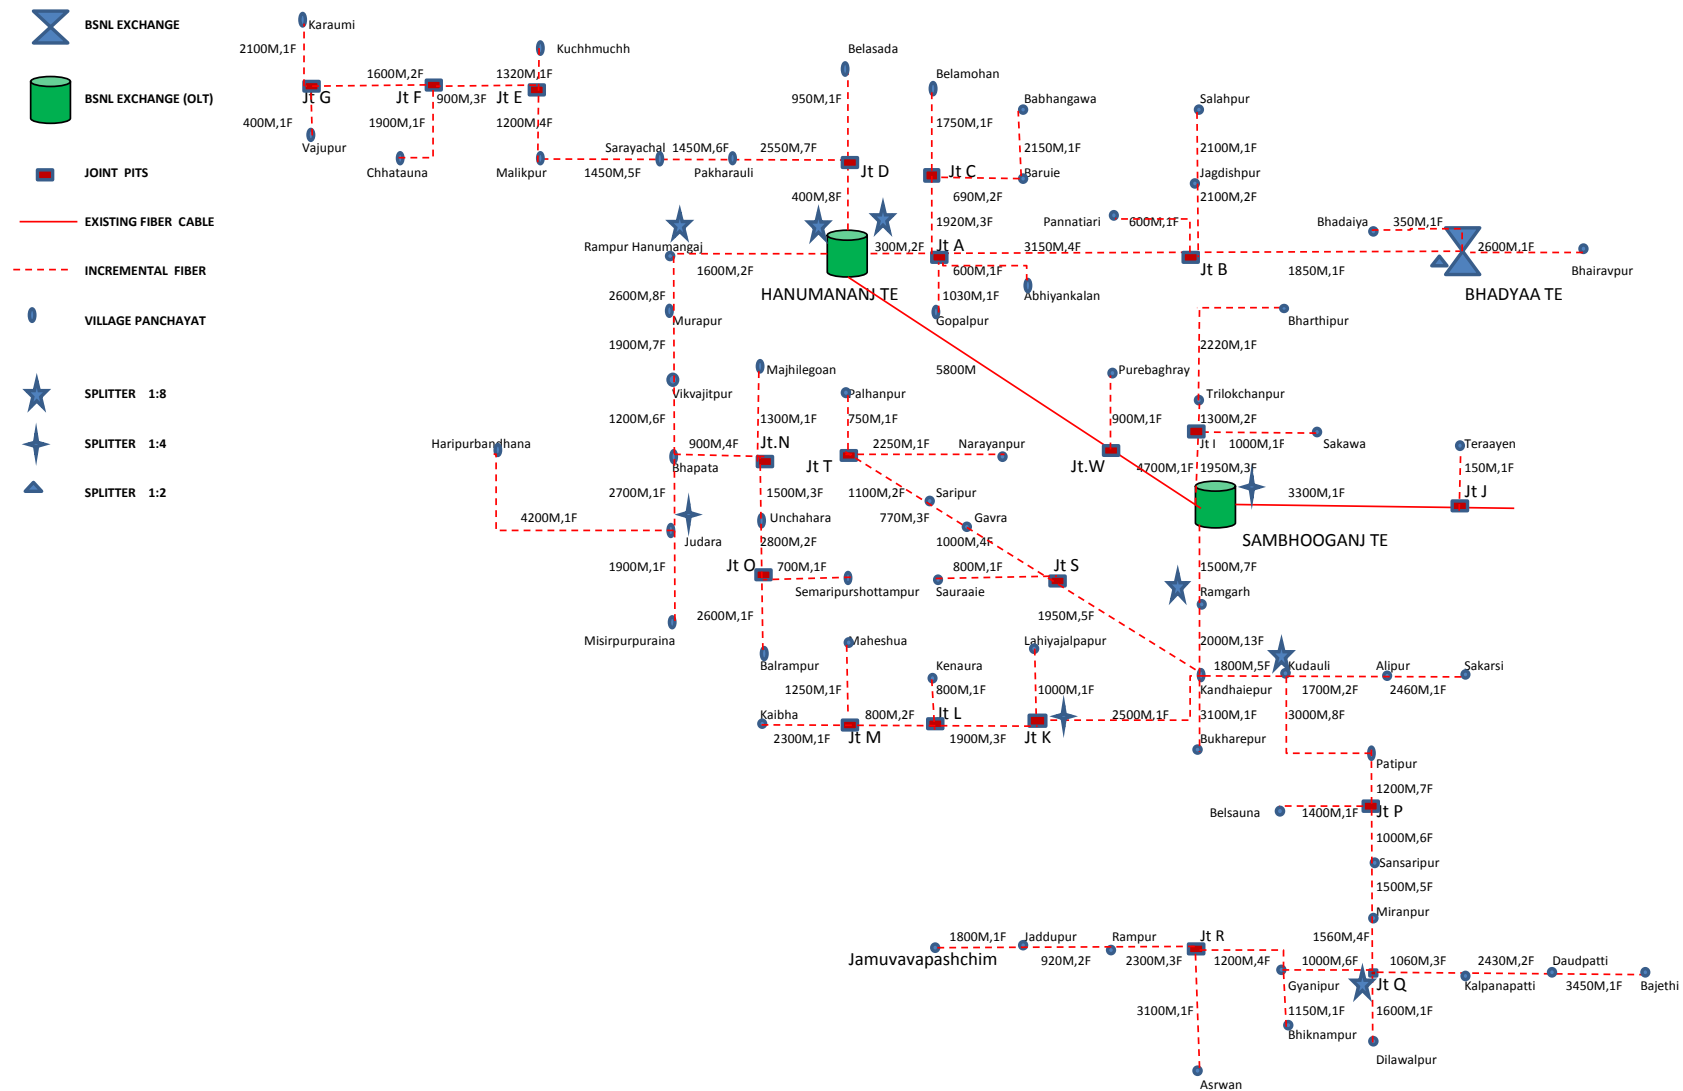 BSNL EXCHANGE
BSNL EXCHANGE (OLT)
JOINT PITS
EXISTING FIBER CABLE
INCREMENTAL FIBER
VILLAGE PANCHAYAT
SPLITTER 1:8
SPLITTER 1:4
SPLITTER 1:2
Karaumi
2100M,1F
1600M,2F
Jt G
Jt F
900M,3F
400M,1F
Vajupur
1900M,1F
Chhatauna
Kuchhmuchh
1320M,1F
Jt E
1200M,4F
Malikpur
Sarayachal
1450M,5F
1450M,6F
Pakharauli
2550M,7F
Belasada
950M,1F
Jt D
400M,8F
Belamohan
1750M,1F
Jt C
Babhangawa
2150M,1F
Baruie
690M,2F
1920M,3F
Jt A
300M,2F
3150M,4F
600M,1F
Abhiyankalan
1030M,1F
Gopalpur
Pannatiari
600M,1F
Salahpur
2100M,1F
Jagdishpur
2100M,2F
Jt B
1850M,1F
Bhadaiya
350M,1F
2600M,1F
Bhairavpur
BHADYAA TE
HANUMANANJ TE
Rampur Hanumangaj
1600M,2F
2600M,8F
Murapur
1900M,7F
Vikvajitpur
1200M,6F
Haripurbandhana
900M,4F
Bhapata
2700M,1F
4200M,1F
Judara
1900M,1F
Misirpurpuraina
Majhilegoan
1300M,1F
Jt.N
1500M,3F
Unchahara
2800M,2F
Jt O
700M,1F
Semaripurshottampur
2600M,1F
Balrampur
Palhanpur
750M,1F
Jt T
2250M,1F
Narayanpur
1100M,2F
Saripur
770M,3F
Gavra
1000M,4F
Jt S
800M,1F
Sauraaie
1950M,5F
5800M
Purebaghray
900M,1F
Jt.W
4700M,1F
Bharthipur
2220M,1F
Trilokchanpur
1300M,2F
Jt I
1000M,1F
Sakawa
1950M,3F
Teraayen
150M,1F
3300M,1F
Jt J
SAMBHOOGANJ TE
1500M,7F
Ramgarh
2000M,13F
1800M,5F
Kandhaiepur
Kudauli
Alipur
Sakarsi
1700M,2F
2460M,1F
3100M,1F
Bukharepur
3000M,8F
Maheshua
1250M,1F
Kaibha
2300M,1F
Jt M
800M,2F
Kenaura
800M,1F
Jt L
1900M,3F
Lahiyajalpapur
1000M,1F
Jt K
2500M,1F
Patipur
1200M,7F
Belsauna
1400M,1F
Jt P
1000M,6F
Sansaripur
1500M,5F
Miranpur
1560M,4F
1800M,1F
Jamuvavapashchim
Jaddupur
920M,2F
Rampur
2300M,3F
Jt R
1200M,4F
1000M,6F
Gyanipur
Jt Q
1060M,3F
2430M,2F
Kalpanapatti
Daudpatti
3450M,1F
Bajethi
3100M,1F
Asrwan
1150M,1F
Bhiknampur
1600M,1F
Dilawalpur